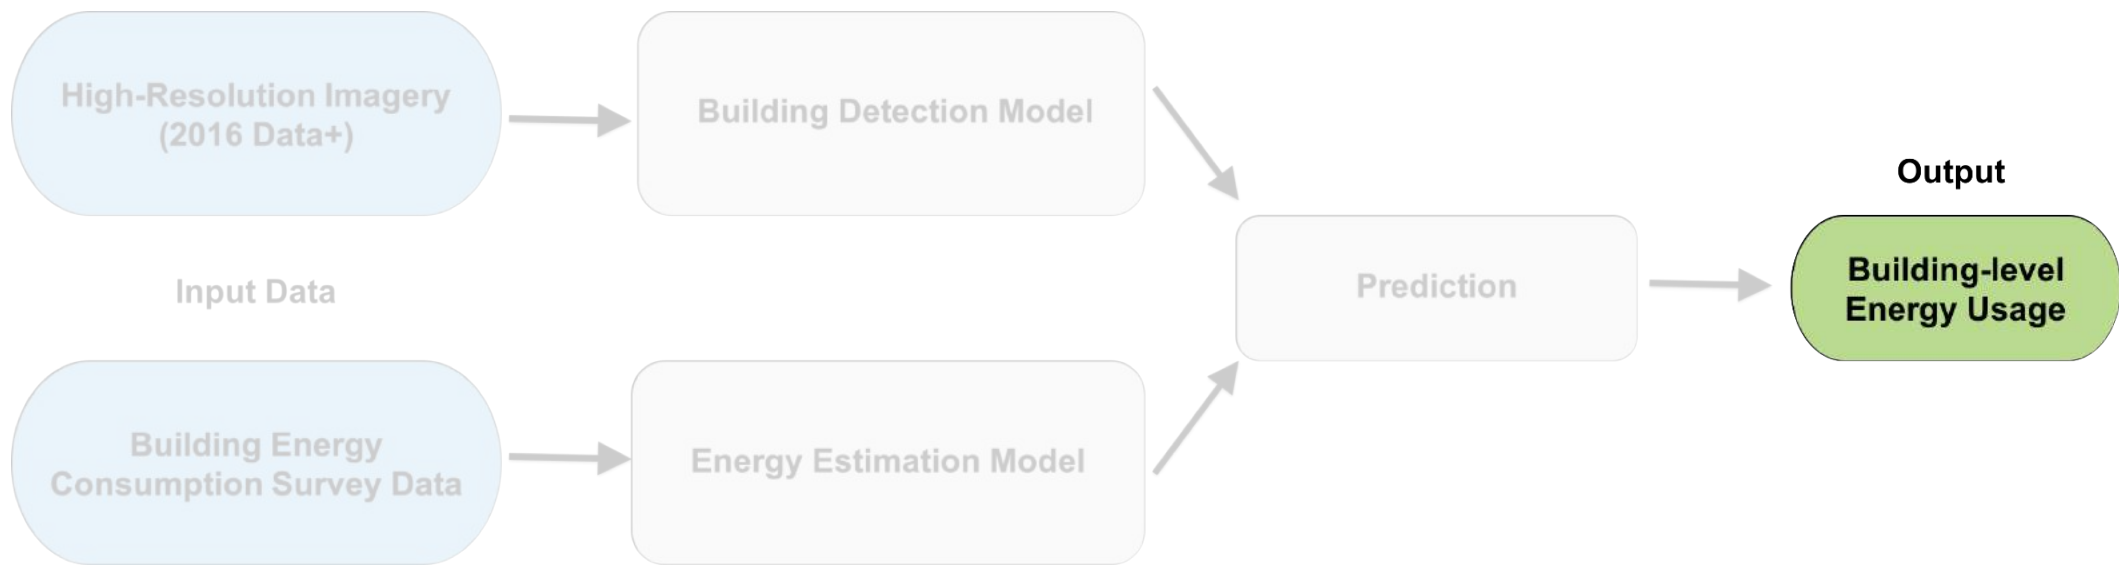 High-Resolution Imagery
(2016 Data+)
Building Detection Model
Input Data
Building Energy
Consumption Survey Data
Energy Estimation Model
Prediction
Output
Building-level
Energy Usage